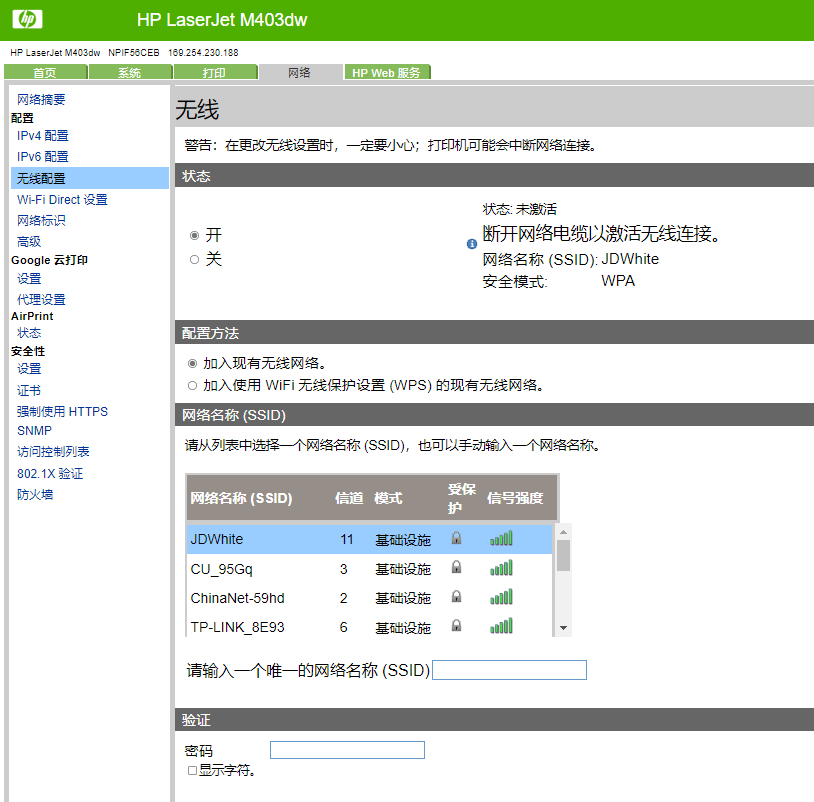 hp
HP LaserJet M403dw
HP LaserJet M403dw NPIF56CEB 169.254.230.188
首页 系统 打印 网络 HP Web 服务
网络摘要
配置
IPv4 配置
IPv6 配置
无线配置
Wi-Fi Direct 设置
网络标识
高级
Google 云打印
设置
代理设置
AirPrint
状态
安全性
设置
证书
强制使用 HTTPS
SNMP
访问控制列表
802.1X 验证
防火墙
无线
警告：在更改无线设置时，一定要小心；打印机可能会中断网络连接。
状态
开
关
状态: 未激活
断开网络电缆以激活无线连接。
网络名称 (SSID): JDWhite
安全模式: WPA
配置方法
加入现有无线网络。
加入使用 WiFi 无线保护设置 (WPS) 的现有无线网络。
网络名称 (SSID)
请从列表中选择一个网络名称 (SSID)，也可以手动输入一个网络名称。
网络名称 (SSID) 信道 模式 受保护 信号强度
JDWhite 11 基础设施
CU_95Gq 3 基础设施
ChinaNet-59hd 2 基础设施
TP-LINK_8E93 6 基础设施
请输入一个唯一的网络名称 (SSID)
验证
密码
显示字符。